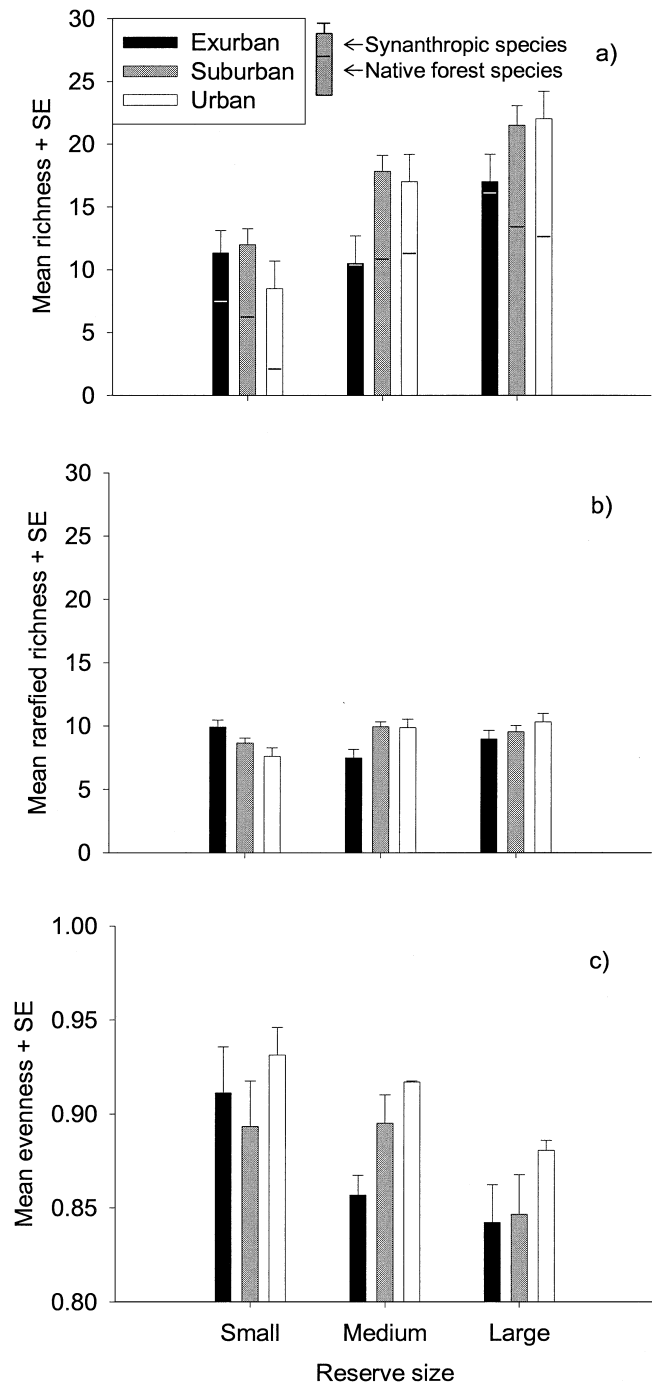 30
25
20
15
10
5
0
Mean richness + SE
Exurban
Suburban
Urban
←Synanthropic species
←Native forest species
a)
30
25
20
15
10
5
0
Mean rarefied richness + SE
b)
1.00
0.95
0.90
0.85
0.80
Mean evenness + SE
c)
Small Medium Large
Reserve size